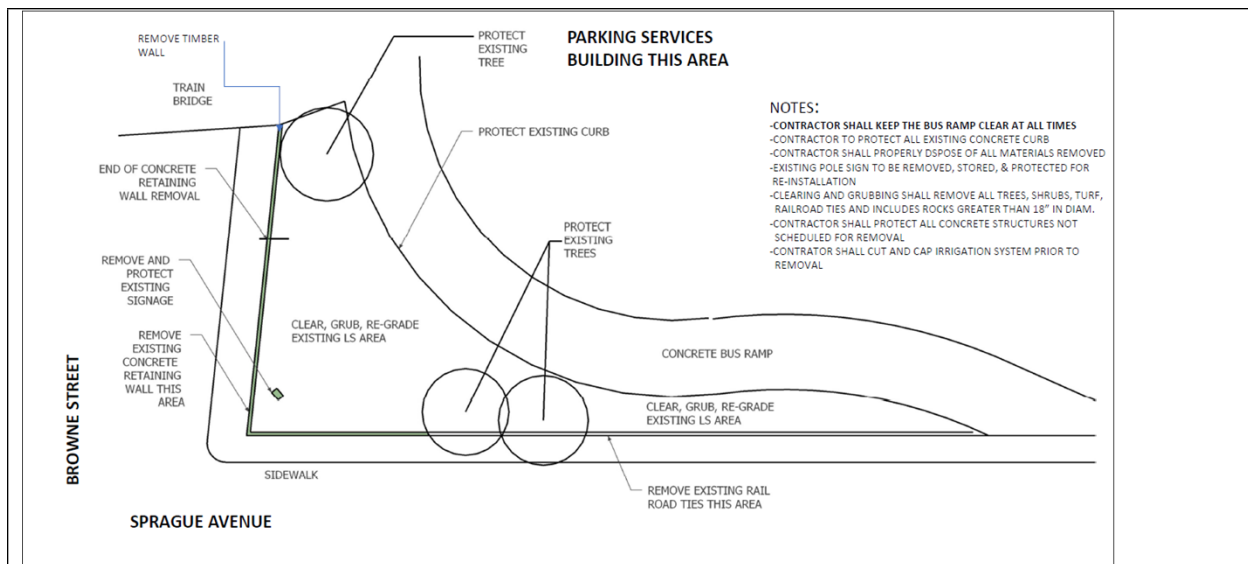 REMOVE TIMBER
WALL
TRAIN
BRIDGE
PROTECT
EXISTING
TREE
PARKING SERVICES
BUILDING THIS AREA
PROTECT EXISTING CURB
NOTES:
-CONTRACTOR SHALL KEEP THE BUS RAMP CLEAR AT ALL TIMES
-CONTRACTOR TO PROTECT ALL EXISTING CONCRETE CURB
-CONTRACTOR SHALL PROPERLY DSPOSE OF ALL MATERIALS REMOVED
-EXISTING POLE SIGN TO BE REMOVED, STORED, & PROTECTED FOR
RE-INSTALLATION
-CLEARING AND GRUBBING SHALL REMOVE ALL TREES, SHRUBS, TURF,
RAILROAD TIES AND INCLUDES ROCKS GREATER THAN 18" IN DIAM.
-CONTRACTOR SHALL PROTECT ALL CONCRETE STRUCTURES NOT
SCHEDULED FOR REMOVAL
-CONTRATOR SHALL CUT AND CAP IRRIGATION SYSTEM PRIOR TO
REMOVAL
END OF CONCRETE
RETAINING
WALL REMOVAL
PROTECT
EXISTING
TREES
REMOVE AND
PROTECT
EXISTING
SIGNAGE
CLEAR, GRUB, RE-GRADE
EXISTING LS AREA
REMOVE
EXISTING
CONCRETE
RETAINING
WALL THIS
AREA
CONCRETE BUS RAMP
CLEAR, GRUB, RE-GRADE
EXISTING LS AREA
BROWNE STREET
SIDEWALK
REMOVE EXISTING RAIL
ROAD TIES THIS AREA
SPRAGUE AVENUE